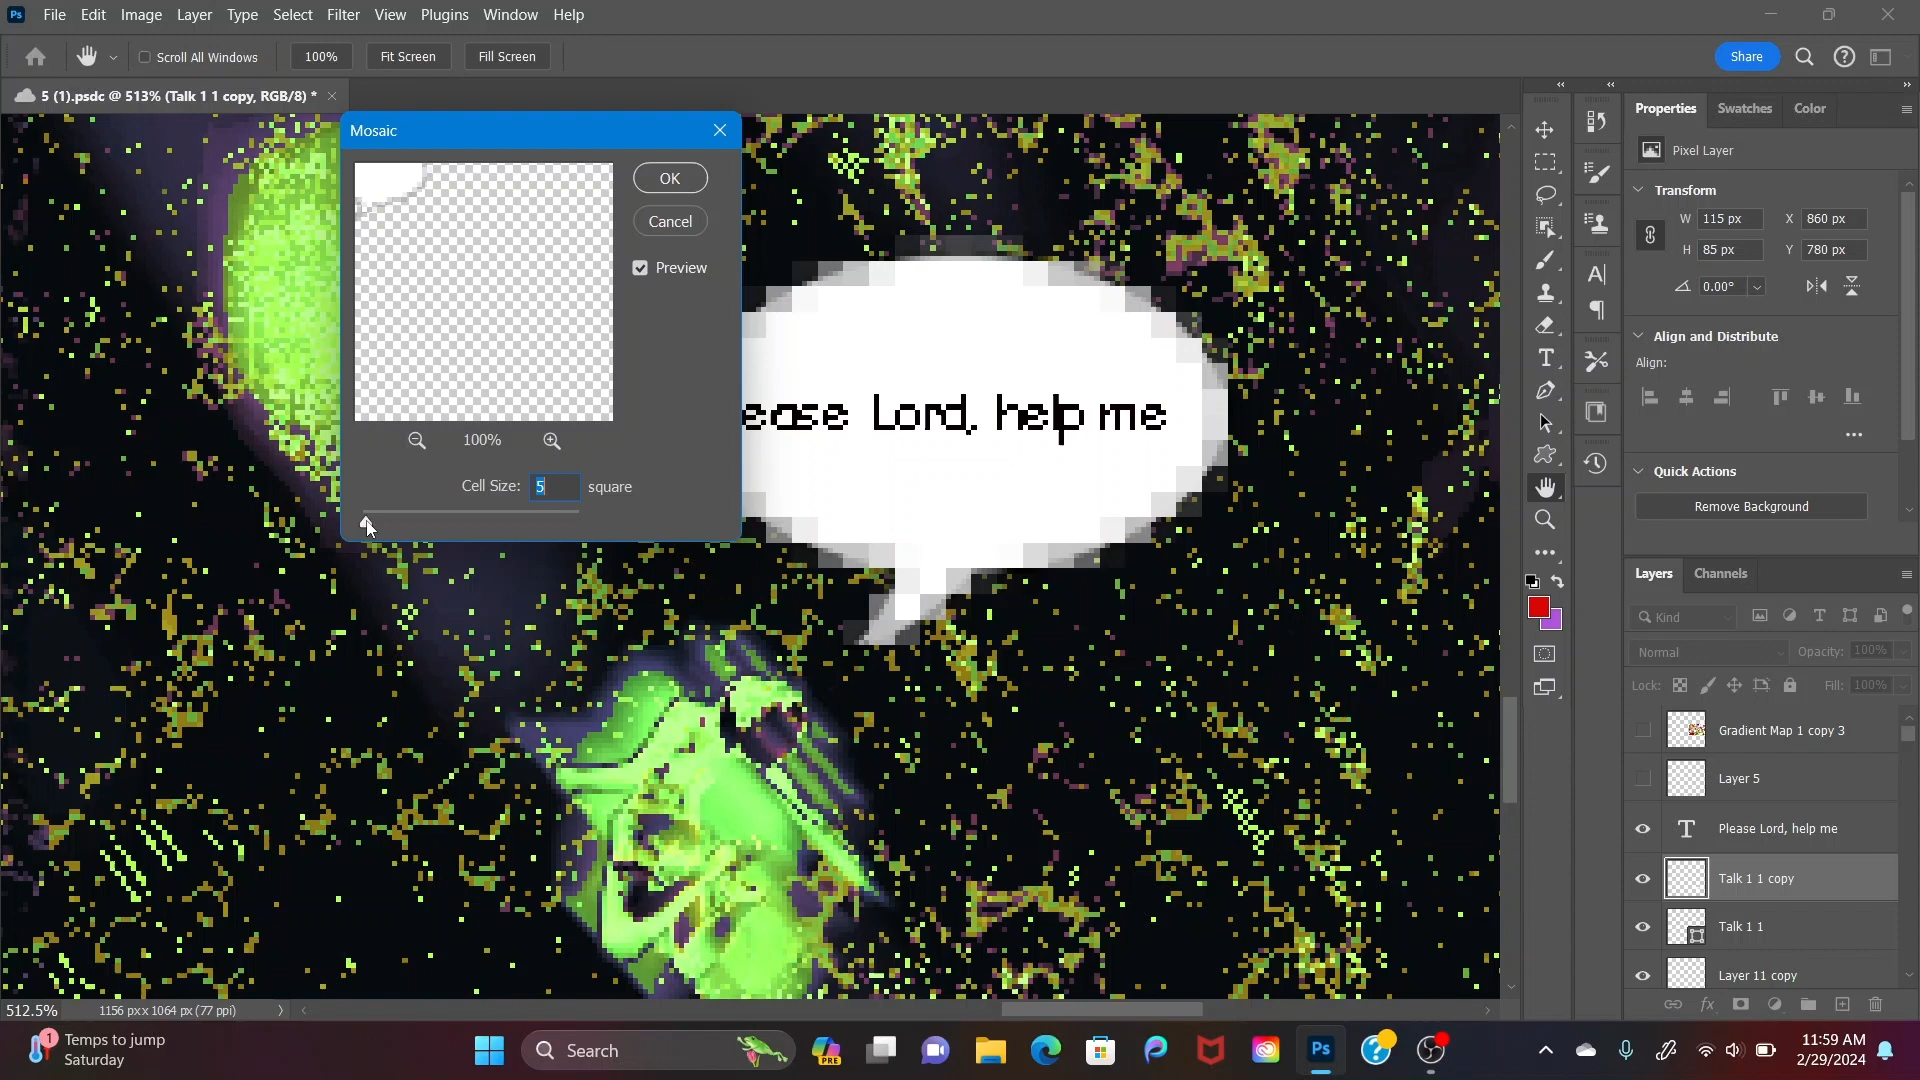 Ps File Edit Image Layer Type Select Filter View Plugins Window Help
Scroll All Windows 100% Fit Screen Fill Screen Share
5 (1).psdc @ 513% (Talk 1 1 copy, RGB/8) *
Mosaic
OK
Cancel
Preview
100%
Cell Size: 5 square
ease Lord, help me
Properties Swatches Color
Pixel Layer
Transform
W 115 px X 860 px
H 85 px Y 780 px
0.00°
Align and Distribute
Align:
Quick Actions
Remove Background
Layers Channels
Kind
Normal Opacity: 100%
Lock: Fill: 100%
Gradient Map 1 copy 3
Layer 5
Please Lord, help me
Talk 1 1 copy
Talk 1 1
Layer 11 copy
512.5% 1156 px x 1064 px (77 ppi)
1 Temps to jump
Saturday
Search
PRE
Ps
11:59 AM
2/29/2024